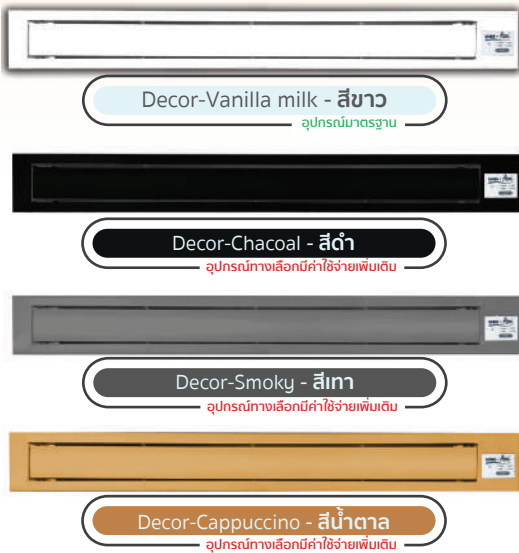 Decor-Vanilla milk - สีขาว
อุปกรณ์มาตรฐาน
Decor-Chacoal - สีดำ
อุปกรณ์ทางเลือกมีค่าใช้จ่ายเพิ่มเติม
Decor-Smoky - สีเทา
อุปกรณ์ทางเลือกมีค่าใช้จ่ายเพิ่มเติม
Decor-Cappuccino - สีน้ำตาล
อุปกรณ์ทางเลือกมีค่าใช้จ่ายเพิ่มเติม